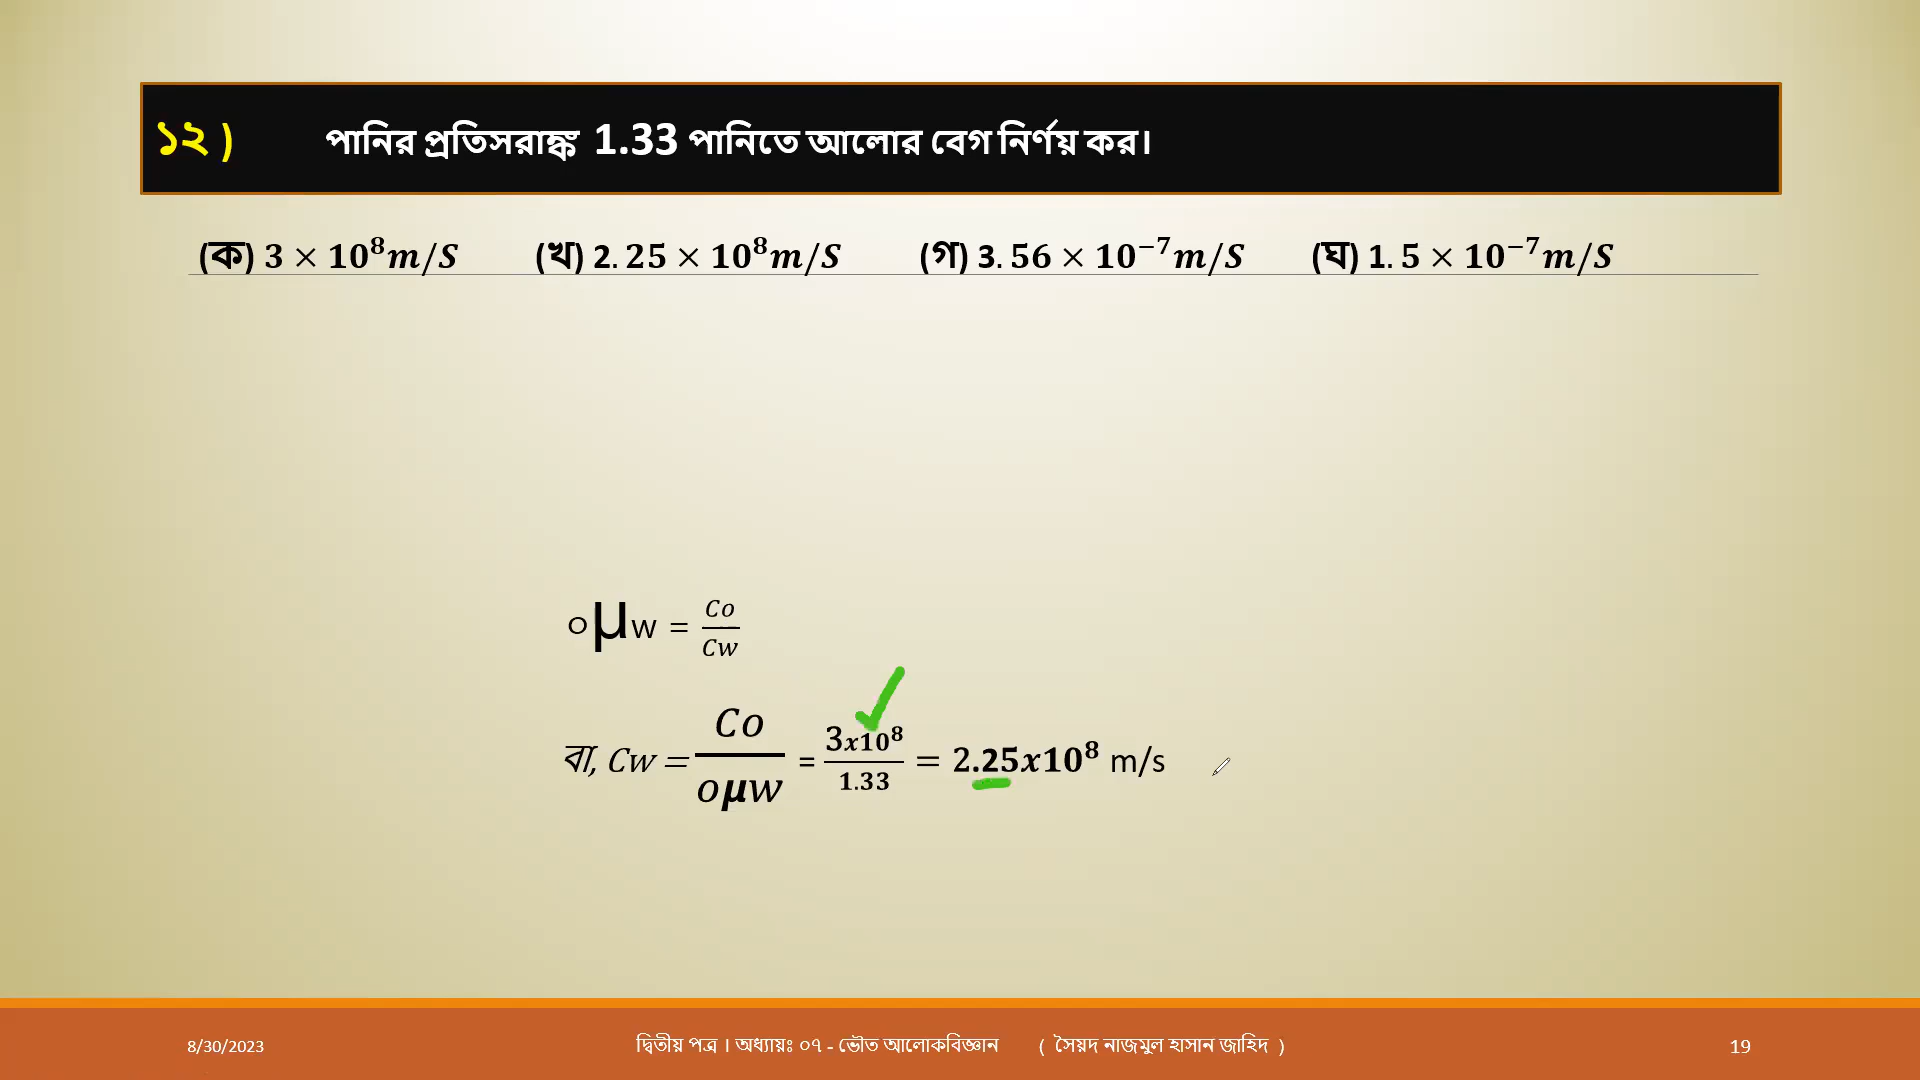 ১২ ) পানির প্রতিসরাঙ্ক 1.33 পানিতে আলোর বেগ নির্ণয় কর।
(ক) 3 × 10⁸m/S (খ) 2. 25 × 10⁸m/S (গ) 3. 56 × 10⁻⁷m/S (ঘ) 1. 5 × 10⁻⁷m/S
○μw = Co/Cw
বা, Cw = Co/oμw = 3x10⁸/1.33 = 2.25x10⁸ m/s
8/30/2023 দ্বিতীয় পত্র । অধ্যায়ঃ ০৭ - ভৌত আলোকবিজ্ঞান ( সৈয়দ নাজমুল হাসান জাহিদ ) 19